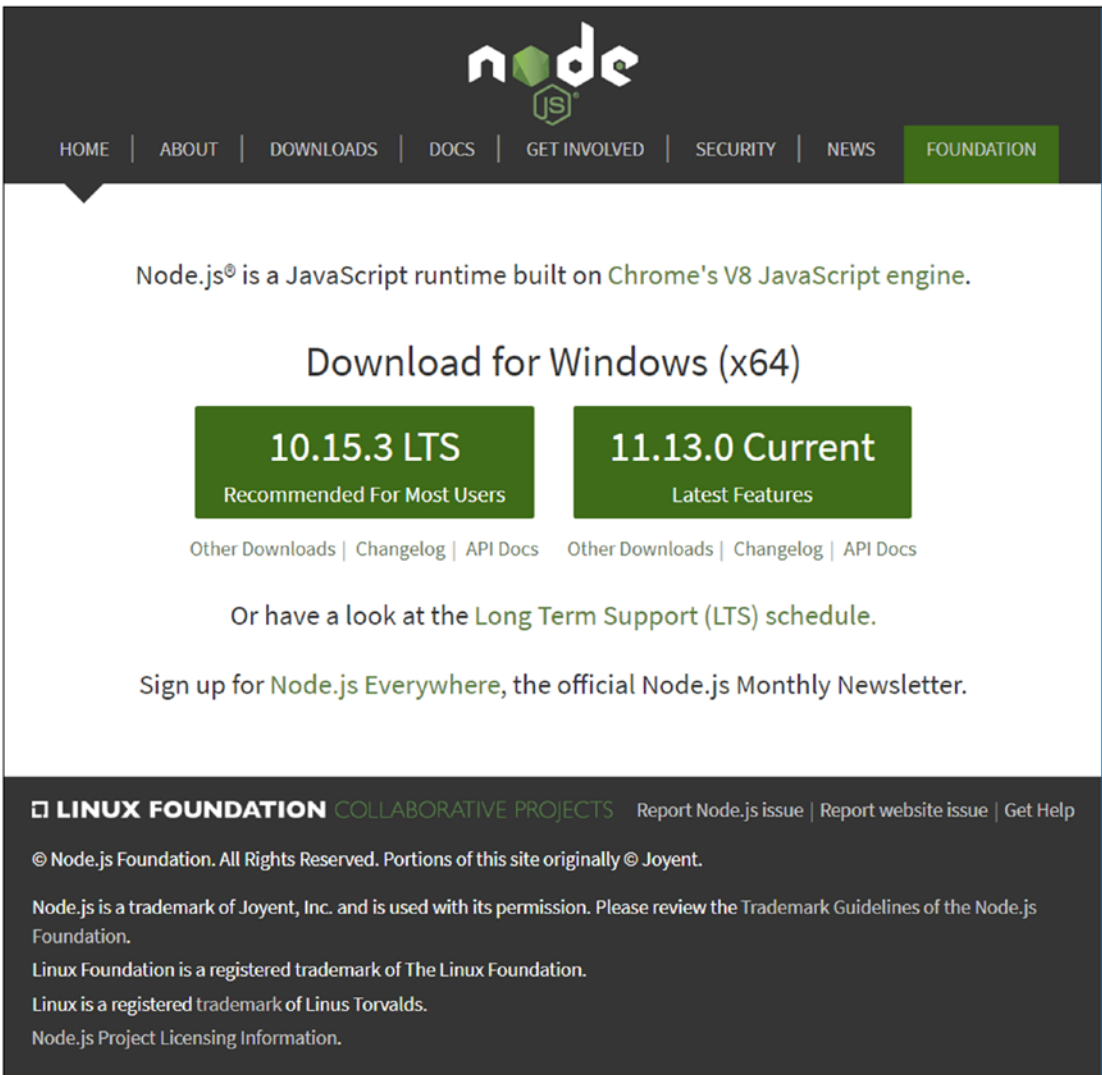 node
JS®
HOME | ABOUT | DOWNLOADS | DOCS | GET INVOLVED | SECURITY | NEWS FOUNDATION
Node.js® is a JavaScript runtime built on Chrome's V8 JavaScript engine.
Download for Windows (x64)
10.15.3 LTS
Recommended For Most Users
Other Downloads | Changelog | API Docs
11.13.0 Current
Latest Features
Other Downloads | Changelog | API Docs
Or have a look at the Long Term Support (LTS) schedule.
Sign up for Node.js Everywhere, the official Node.js Monthly Newsletter.
LINUX FOUNDATION COLLABORATIVE PROJECTS
Report Node.js issue | Report website issue | Get Help
© Node.js Foundation. All Rights Reserved. Portions of this site originally © Joyent.
Node.js is a trademark of Joyent, Inc. and is used with its permission. Please review the Trademark Guidelines of the Node.js
Foundation.
Linux Foundation is a registered trademark of The Linux Foundation.
Linux is a registered trademark of Linus Torvalds.
Node.js Project Licensing Information.